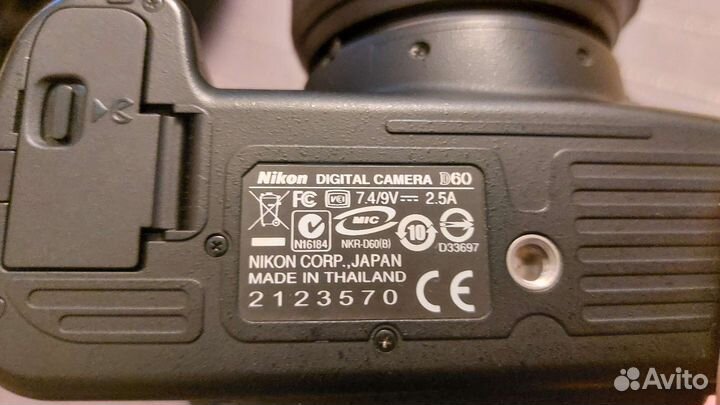 Nikon DIGITAL CAMERA D60
FC VCI 7.4/9V 2.5A
N16184 MIC NKR-D60(B) 10 D33697
NIKON CORP.,JAPAN
MADE IN THAILAND
2123570 CE
Avito